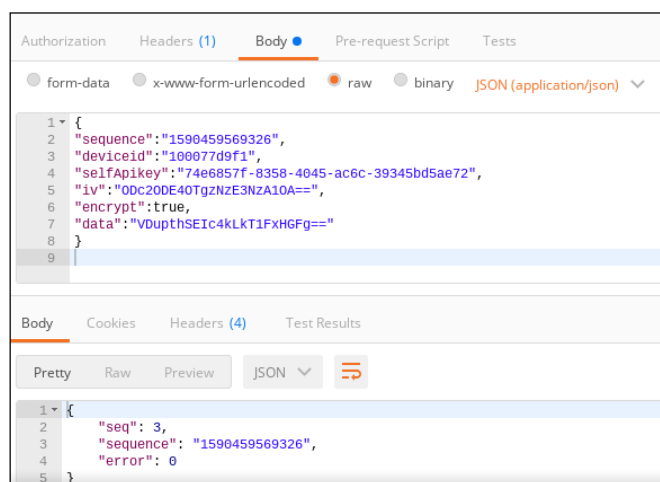 Authorization Headers (1) Body Pre-request Script Tests
form-data x-www-form-urlencoded raw binary JSON (application/json)
1 {
2 "sequence":"1590459569326",
3 "deviceid":"100077d9f1",
4 "selfApikey":"74e6857f-8358-4045-ac6c-39345bd5ae72",
5 "iv":"ODc2ODE4OTgzNzE3NzA1OA==",
6 "encrypt":true,
7 "data":"VDupthSEIc4kLkT1FxHGFg=="
8 }
9
Body Cookies Headers (4) Test Results
Pretty Raw Preview JSON
1 {
2 "seq": 3,
3 "sequence": "1590459569326",
4 "error": 0
5 }